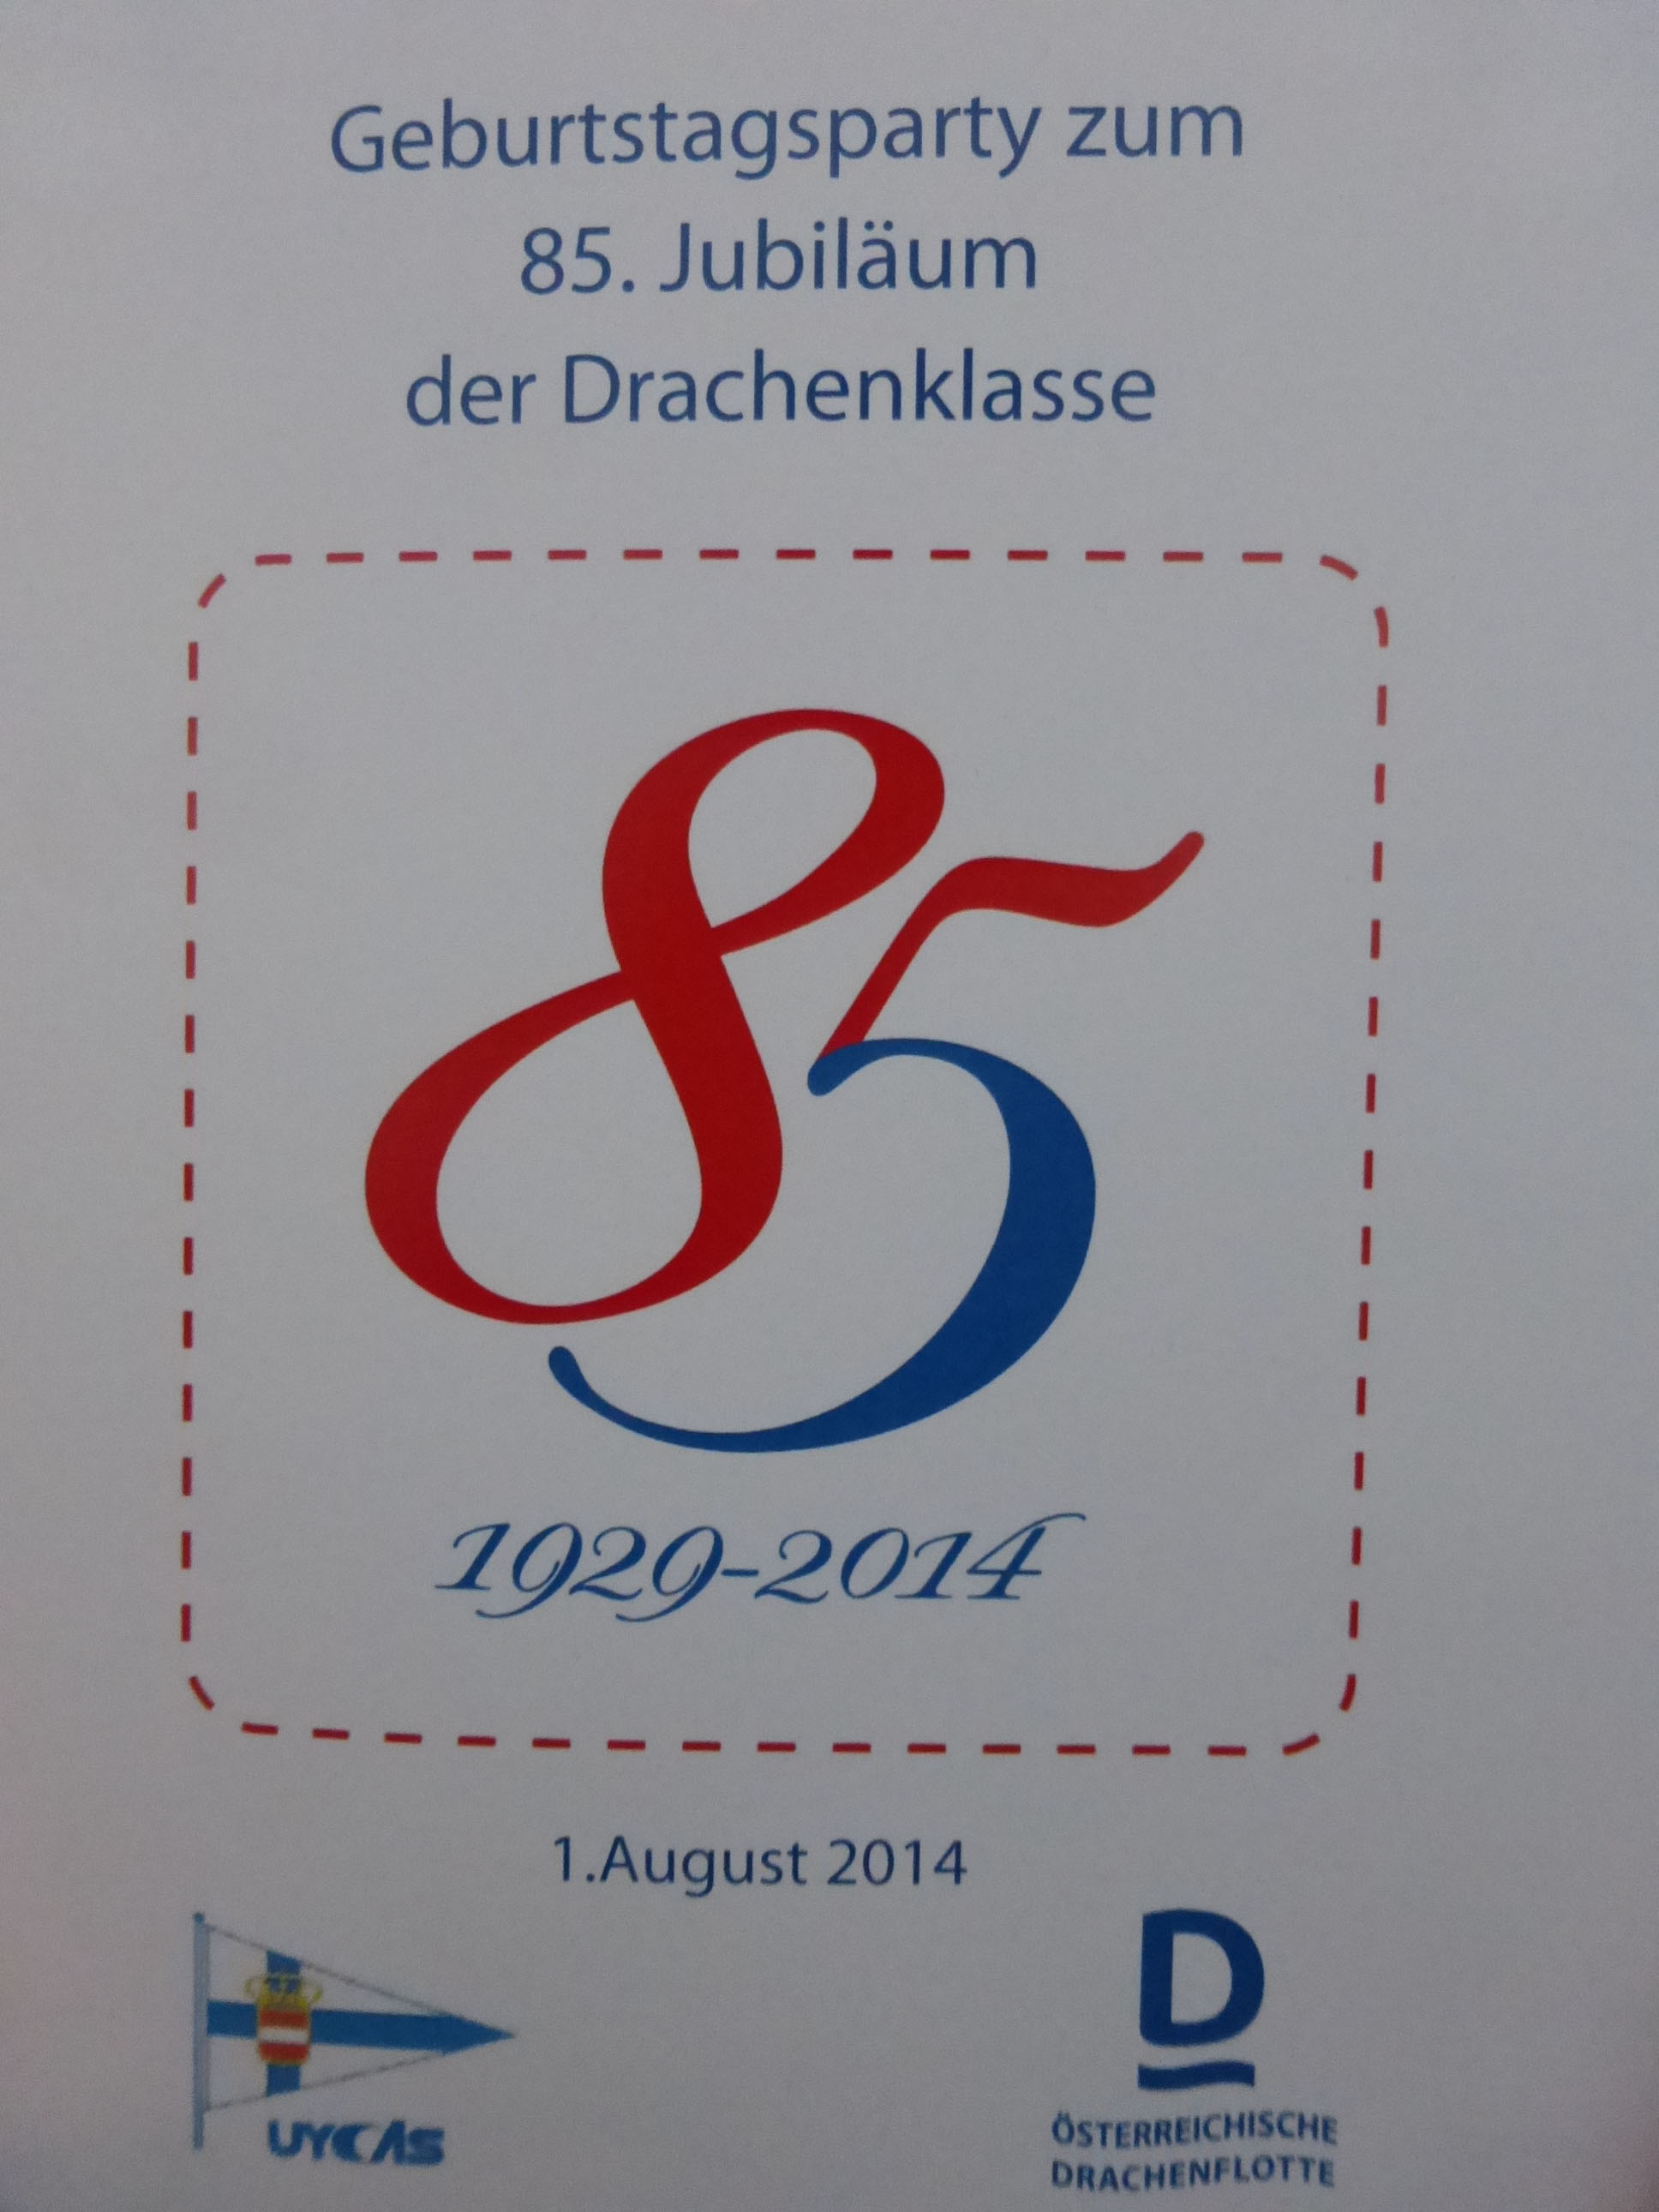 Geburtstagsparty zum
85. Jubiläum
der Drachenklasse
85
1929-2014
1.August 2014
D
UYCAS
ÖSTERREICHISCHE
DRACHENFLOTTE